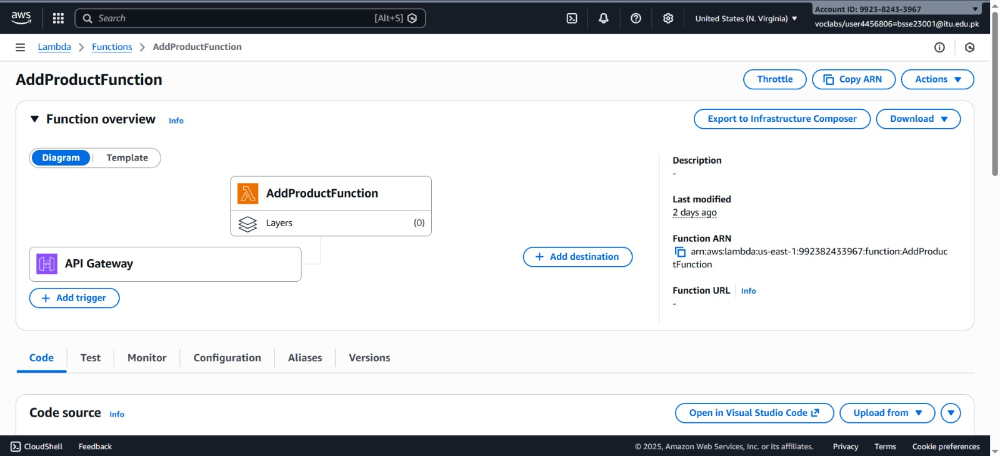 aws
Search [Alt+S]
United States (N. Virginia)
Account ID: 9923-8243-3967
voclabs/user4456806=bsse23001@itu.edu.pk
Lambda Functions AddProductFunction
AddProductFunction
Throttle Copy ARN Actions
Function overview Info
Export to Infrastructure Composer Download
Diagram Template
AddProductFunction
Layers (0)
API Gateway
Add trigger
Add destination
Description
-
Last modified
2 days ago
Function ARN
arn:aws:lambda:us-east-1:992382433967:function:AddProduc
tFunction
Function URL Info
-
Code Test Monitor Configuration Aliases Versions
Code source Info
Open in Visual Studio Code Upload from
CloudShell Feedback © 2025, Amazon Web Services, Inc. or its affiliates. Privacy Terms Cookie preferences